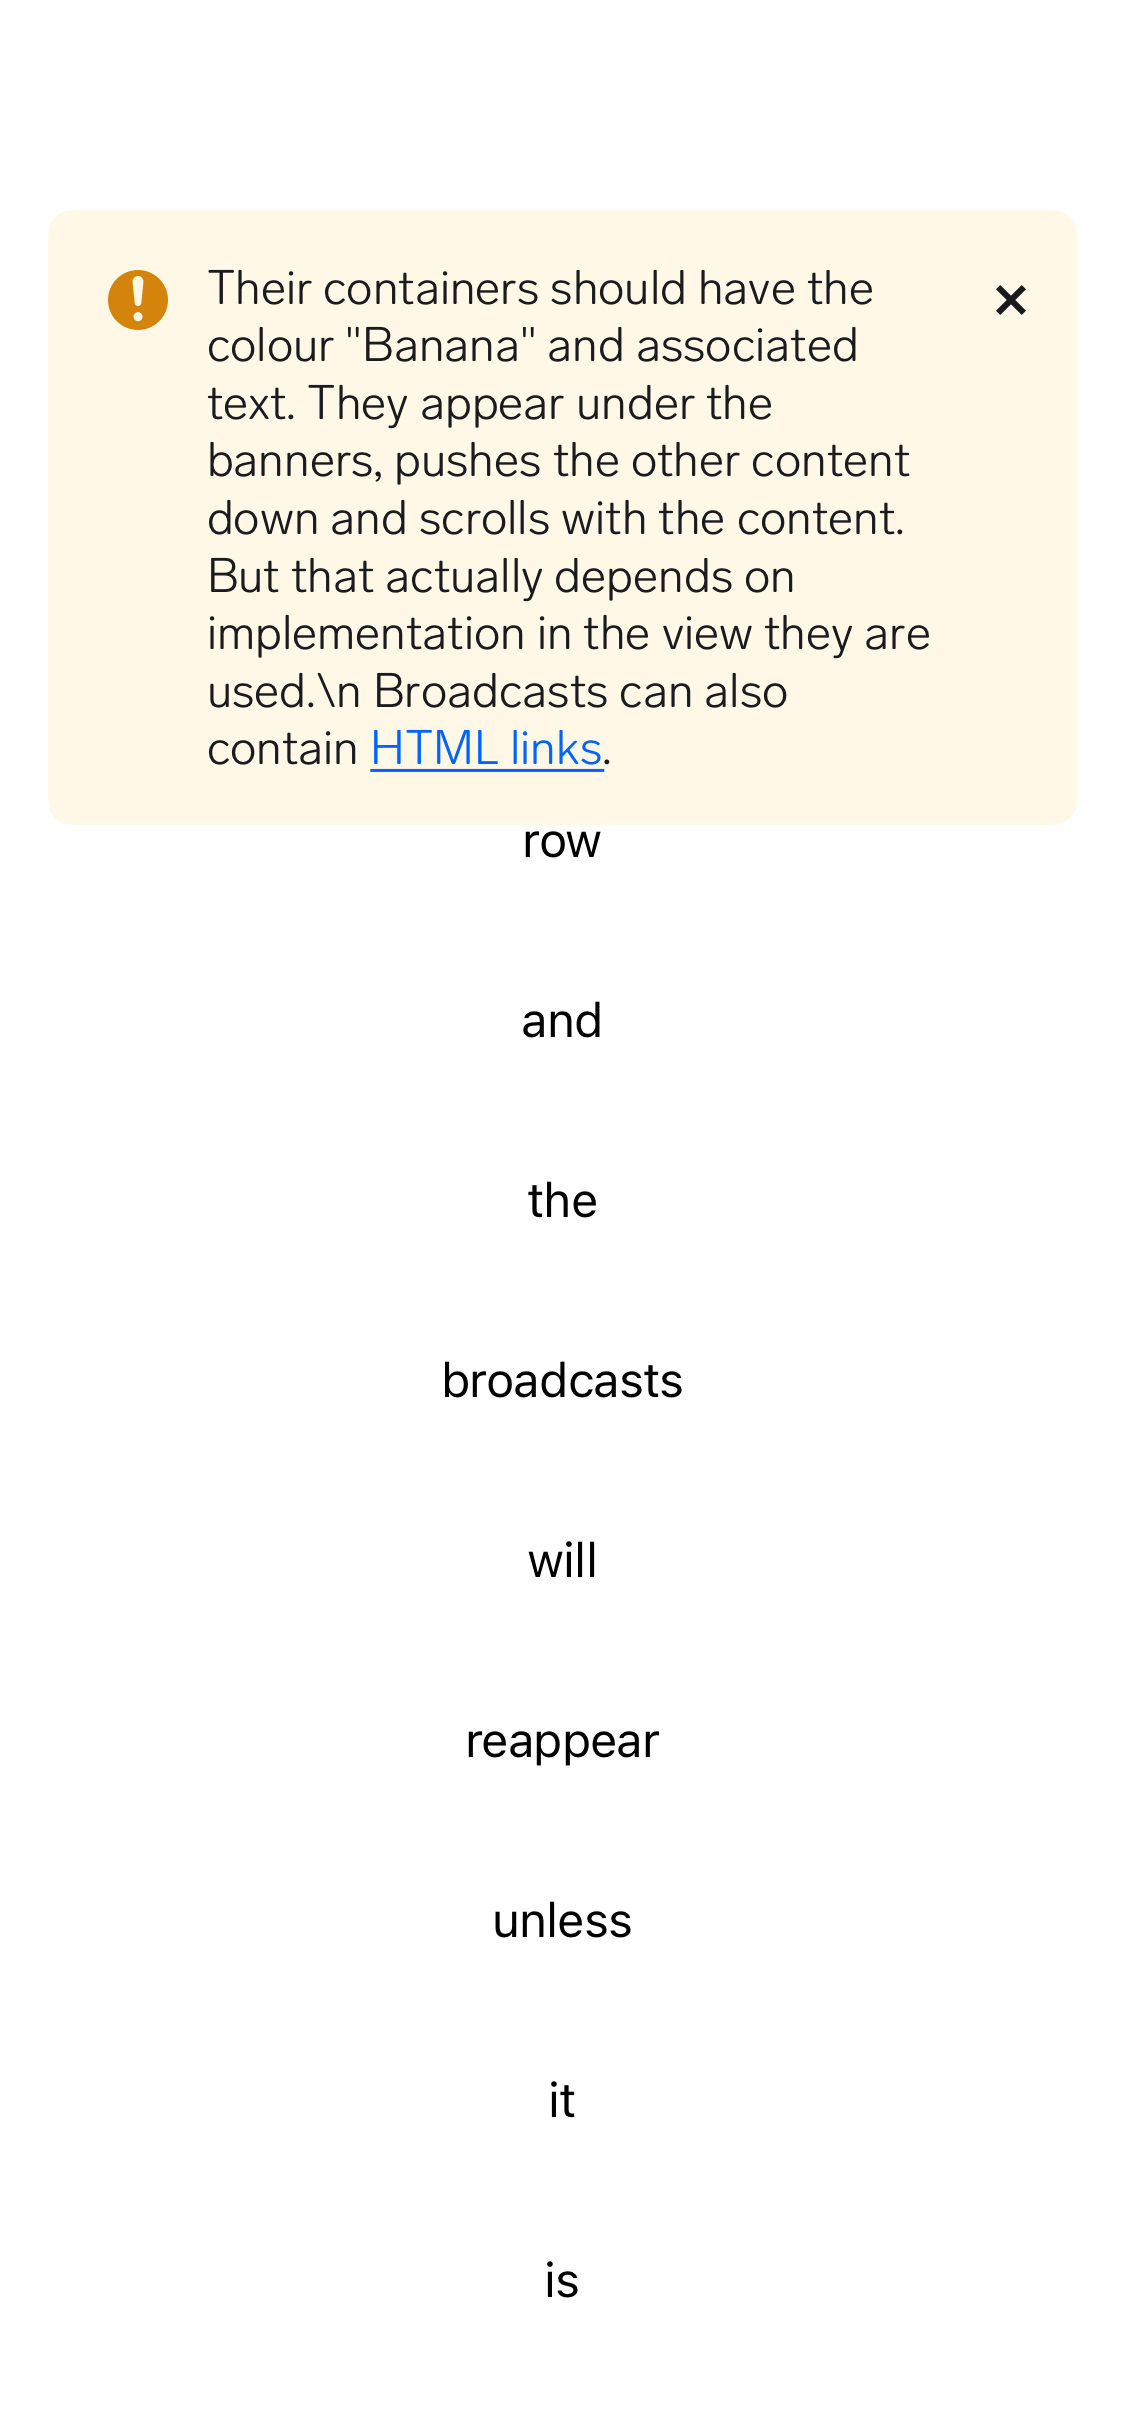 Their containers should have the
colour "Banana" and associated
text. They appear under the
banners, pushes the other content
down and scrolls with the content.
But that actually depends on
implementation in the view they are
used.\n Broadcasts can also
contain HTML links.
row
and
the
broadcasts
will
reappear
unless
it
is